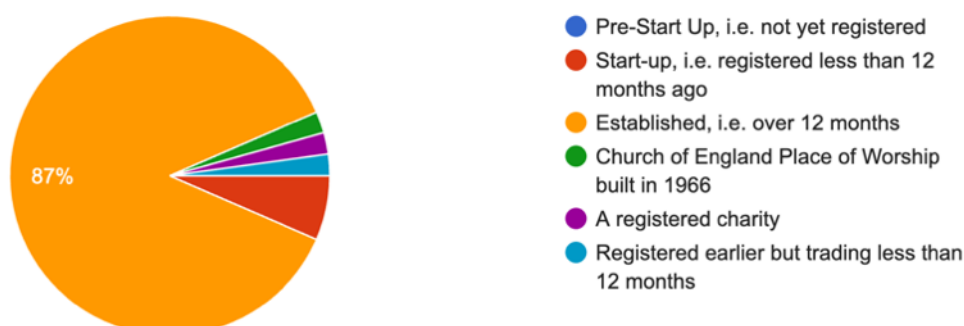 Pre-Start Up, i.e. not yet registered
Start-up, i.e. registered less than 12
months ago
Established, i.e. over 12 months
87%
Church of England Place of Worship
built in 1966
A registered charity
Registered earlier but trading less than
12 months